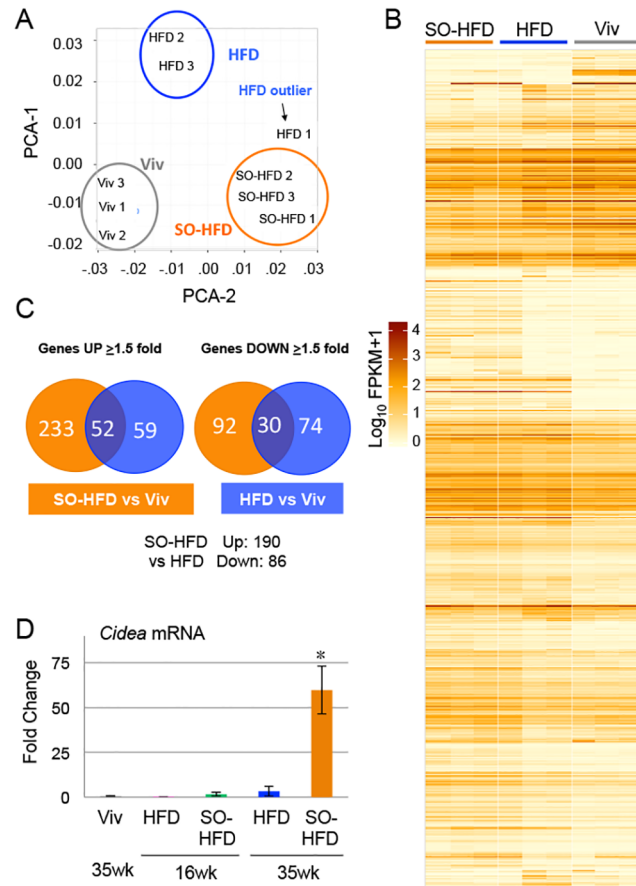 A
0.03
0.02
0.01
0.00
-0.01
-0.02
PCA-1
HFD 2
HFD 3
HFD
HFD outlier
HFD 1
Viv
Viv 3
Viv 1
Viv 2
SO-HFD 2
SO-HFD 3
SO-HFD 1
SO-HFD
-.03 -.02 -.01 .00 .01 .02 .03
PCA-2
B
SO-HFD HFD Viv
Log10 FPKM+1
4
3
2
1
0
C
Genes UP ≥1.5 fold
Genes DOWN ≥1.5 fold
233 52 59
92 30 74
SO-HFD vs Viv
HFD vs Viv
SO-HFD Up: 190
vs HFD Down: 86
D
Cidea mRNA
Fold Change
75
50
25
0
*
Viv HFD SO-HFD HFD SO-HFD
35wk 16wk 35wk